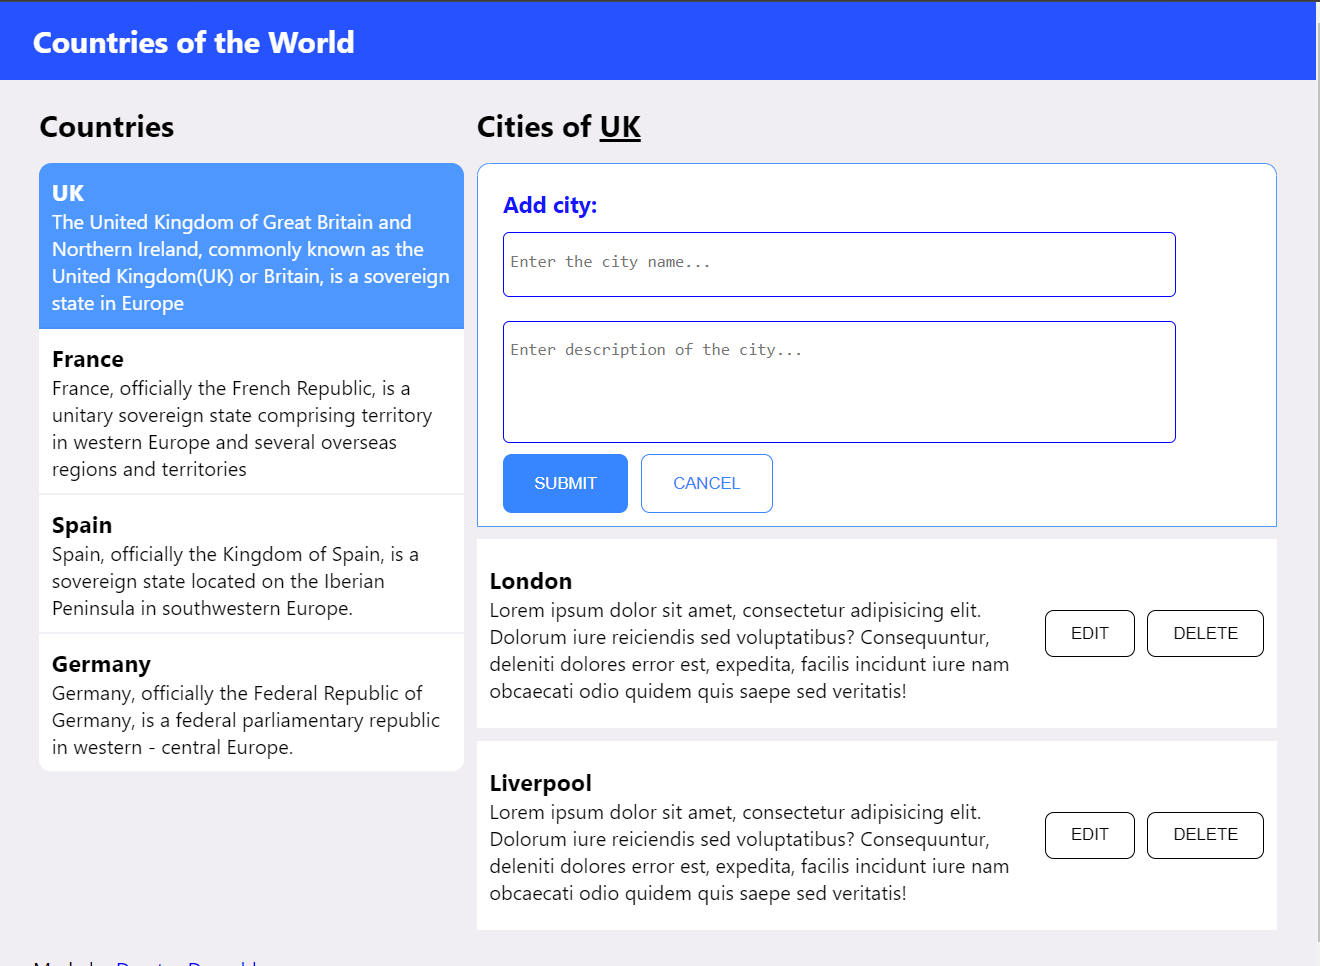 Countries of the World
Countries
UK
The United Kingdom of Great Britain and
Northern Ireland, commonly known as the
United Kingdom(UK) or Britain, is a sovereign
state in Europe
France
France, officially the French Republic, is a
unitary sovereign state comprising territory
in western Europe and several overseas
regions and territories
Spain
Spain, officially the Kingdom of Spain, is a
sovereign state located on the Iberian
Peninsula in southwestern Europe.
Germany
Germany, officially the Federal Republic of
Germany, is a federal parliamentary republic
in western - central Europe.
Cities of UK
Add city:
Enter the city name...
Enter description of the city...
SUBMIT CANCEL
London
Lorem ipsum dolor sit amet, consectetur adipisicing elit.
Dolorum iure reiciendis sed voluptatibus? Consequuntur,
deleniti dolores error est, expedita, facilis incidunt iure nam
obcaecati odio quidem quis saepe sed veritatis!
EDIT DELETE
Liverpool
Lorem ipsum dolor sit amet, consectetur adipisicing elit.
Dolorum iure reiciendis sed voluptatibus? Consequuntur,
deleniti dolores error est, expedita, facilis incidunt iure nam
obcaecati odio quidem quis saepe sed veritatis!
EDIT DELETE